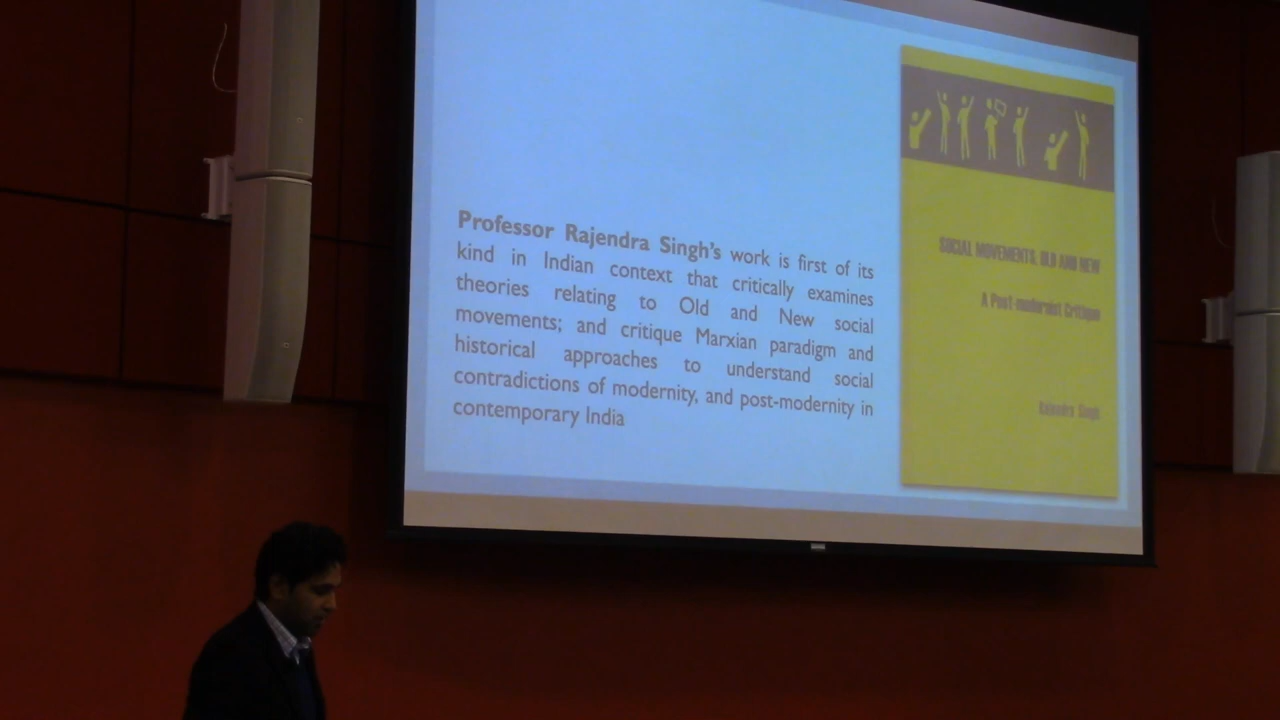 Professor Rajendra Singh's work is first of its
kind in Indian context that critically examines
theories relating to Old and New social
movements; and critique Marxian paradigm and
historical approaches to understand social
contradictions of modernity, and post-modernity in
contemporary India
SOCIAL MOVEMENTS, OLD AND NEW
A Post-modernist Critique
Rajendra Singh